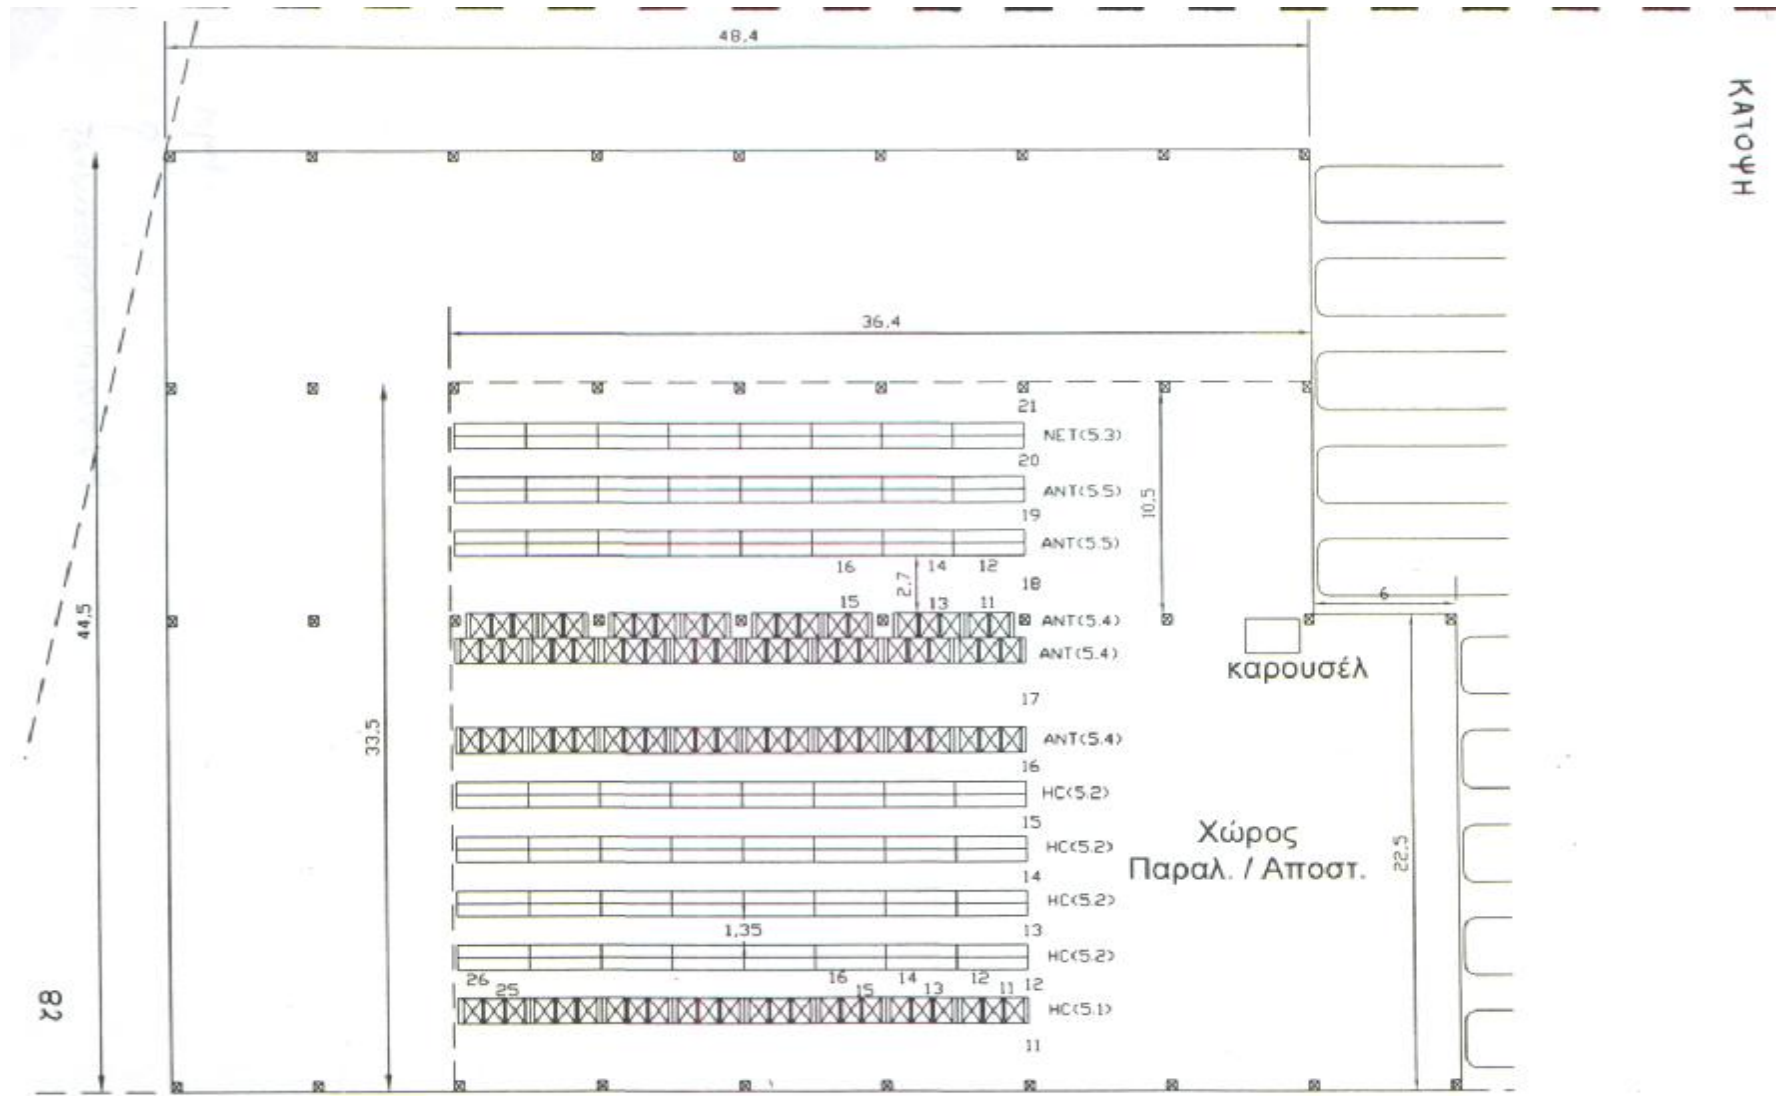 48,4
ΚΑΤΟΨΗ
36,4
21
NET(5.3)
20
ANT(5.5)
10,5
19
ANT(5.5)
16
14
12
2,7
18
6
15
13
11
ANT(5.4)
44,5
ANT(5.4)
καρουσέλ
17
33,5
ANT(5.4)
16
HC(5.2)
15
Χώρος
HC(5.2)
Παραλ. / Αποστ.
22,5
14
HC(5.2)
1,35
13
HC(5.2)
26
16
14
12
12
25
15
13
11
82
HC(5.1)
11